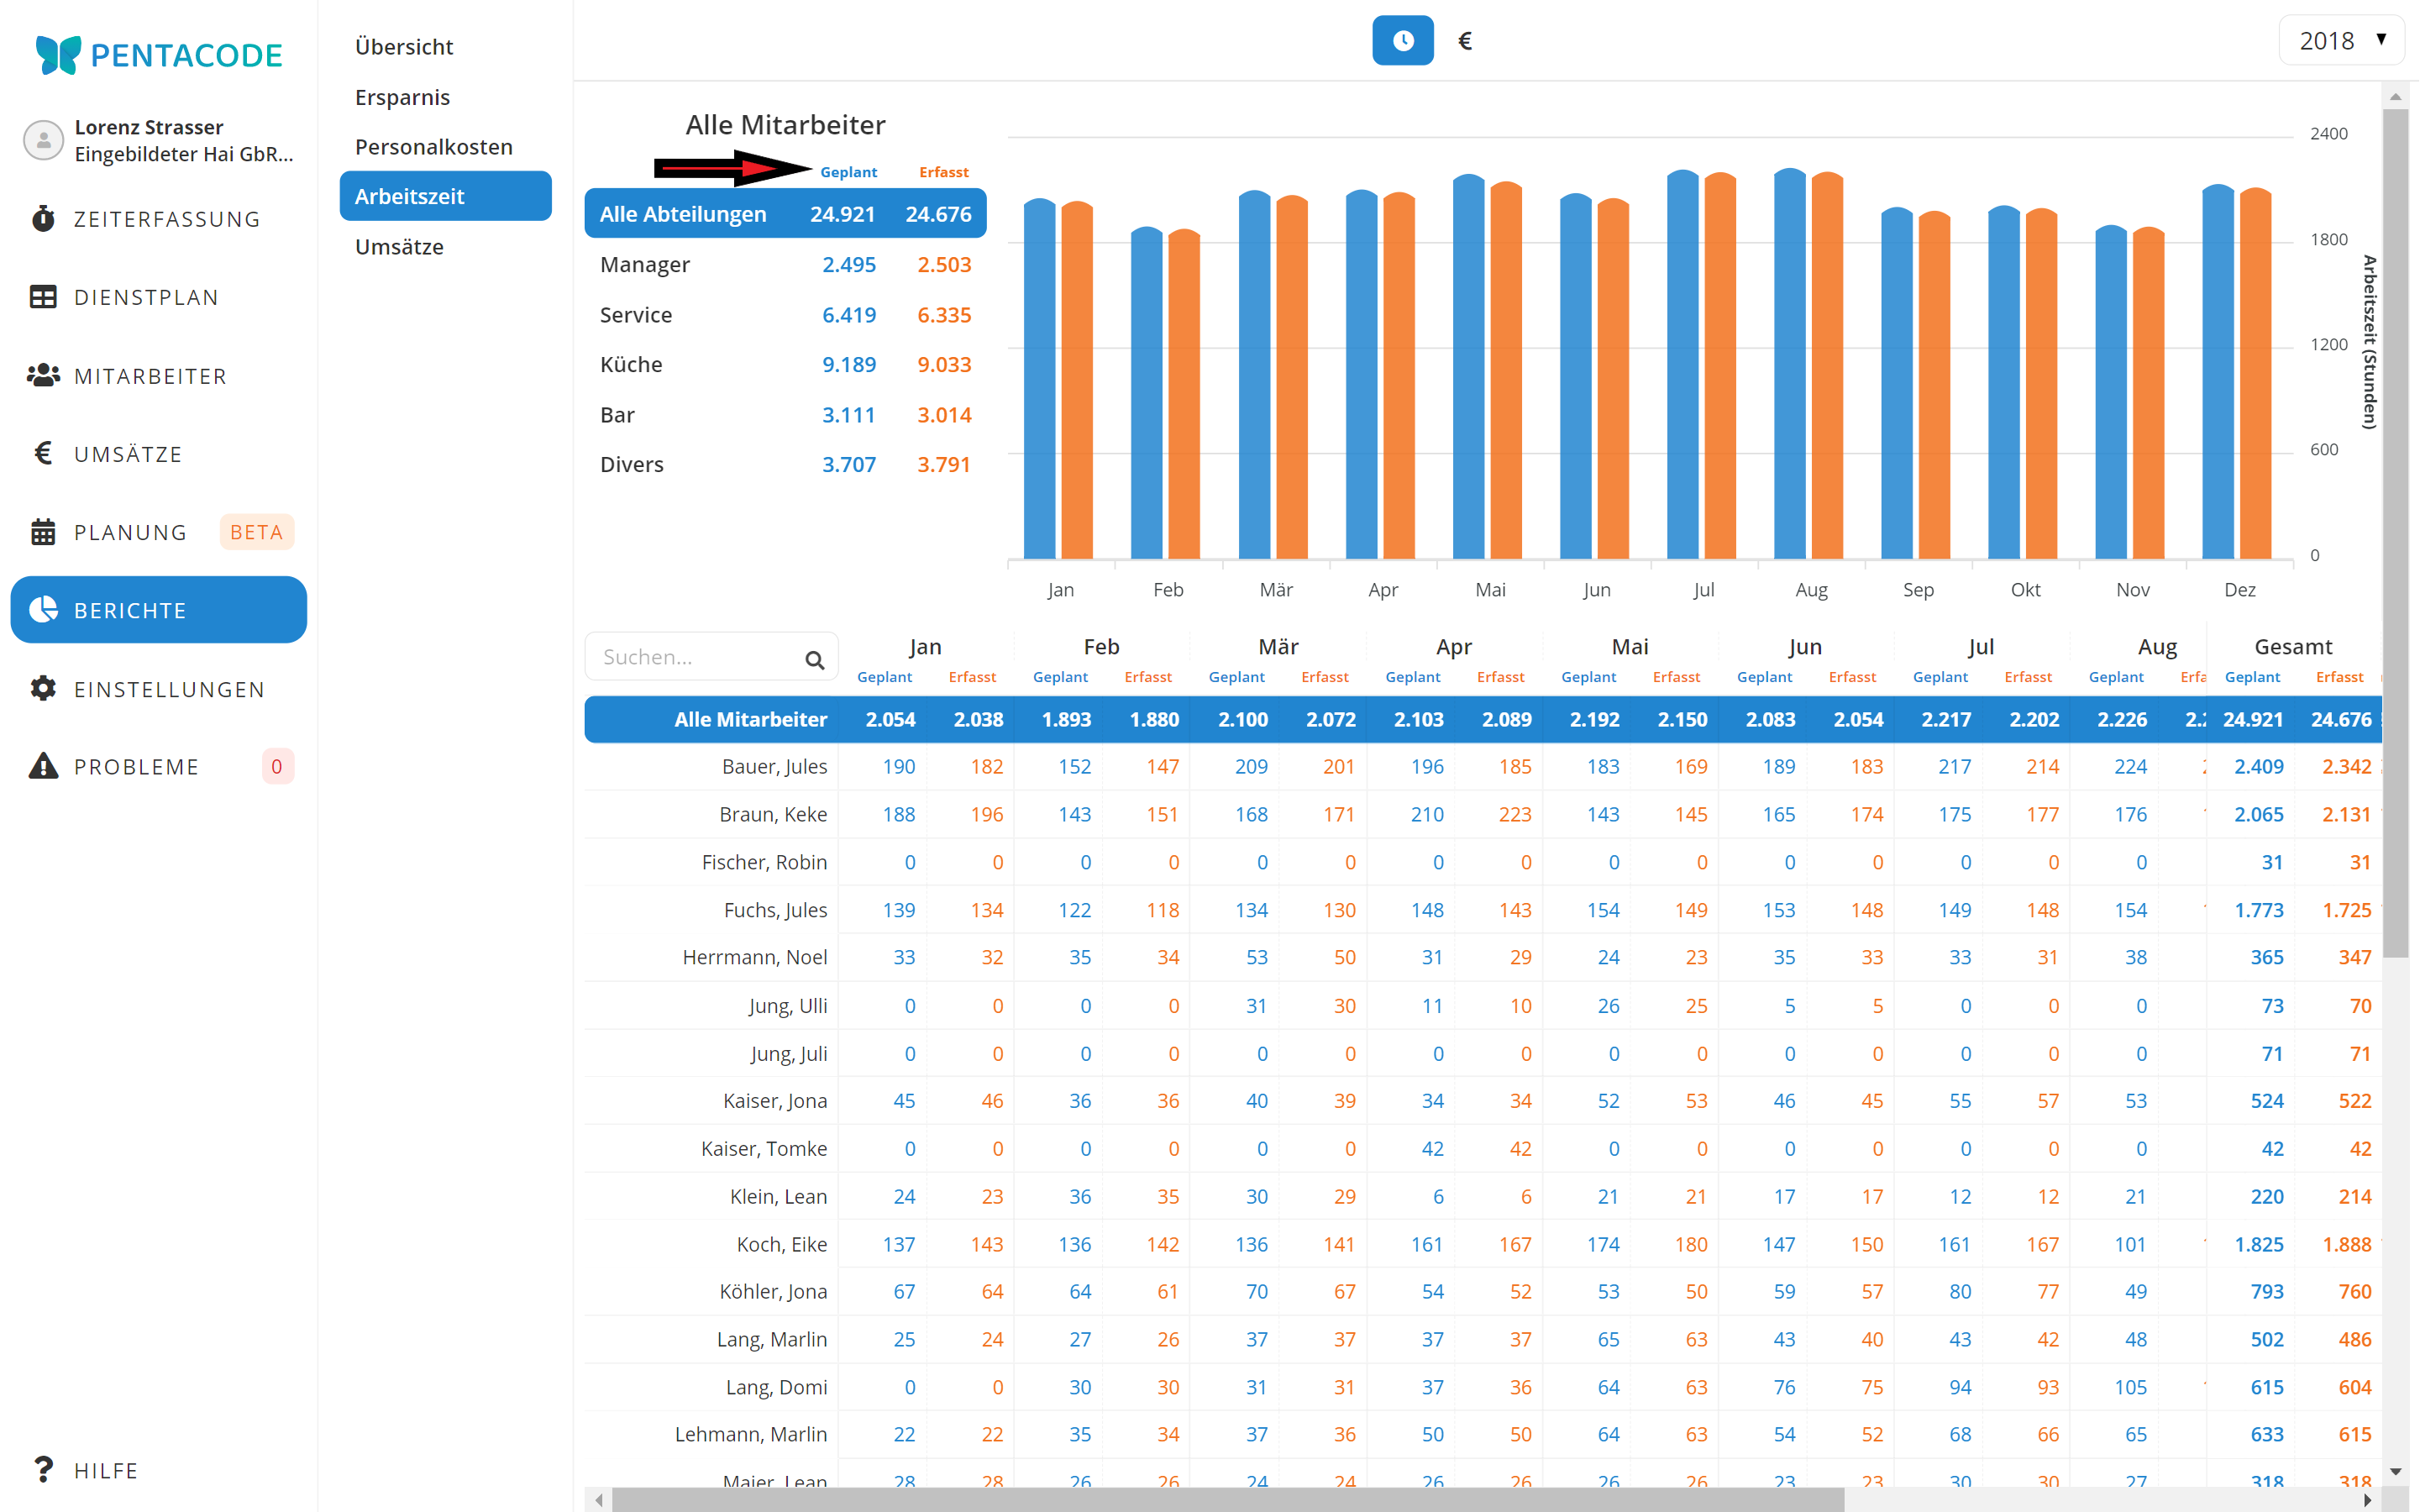 PENTACODE
Lorenz Strasser
Eingebildeter Hai GbR...
ZEITERFASSUNG
DIENSTPLAN
MITARBEITER
€ UMSÄTZE
PLANUNG BETA
BERICHTE
EINSTELLUNGEN
PROBLEME 0
? HILFE
Übersicht
Ersparnis
Personalkosten
Arbeitszeit
Umsätze
€
2018
Alle Mitarbeiter
Geplant Erfasst
Alle Abteilungen 24.921 24.676
Manager 2.495 2.503
Service 6.419 6.335
Küche 9.189 9.033
Bar 3.111 3.014
Divers 3.707 3.791
2400
1800
1200
600
0
Arbeitszeit (Stunden)
Jan Feb Mär Apr Mai Jun Jul Aug Sep Okt Nov Dez
Suchen... Jan Feb Mär Apr Mai Jun Jul Aug Gesamt
Geplant Erfasst Geplant Erfasst Geplant Erfasst Geplant Erfasst Geplant Erfasst Geplant Erfasst Geplant Erfasst Geplant Erfa Geplant Erfasst
Alle Mitarbeiter 2.054 2.038 1.893 1.880 2.100 2.072 2.103 2.089 2.192 2.150 2.083 2.054 2.217 2.202 2.226 24.921 24.676
Bauer, Jules 190 182 152 147 209 201 196 185 183 169 189 183 217 214 224 2.409 2.342
Braun, Keke 188 196 143 151 168 171 210 223 143 145 165 174 175 177 176 2.065 2.131
Fischer, Robin 0 0 0 0 0 0 0 0 0 0 0 0 0 0 0 31 31
Fuchs, Jules 139 134 122 118 134 130 148 143 154 149 153 148 149 148 154 1.773 1.725
Herrmann, Noel 33 32 35 34 53 50 31 29 24 23 35 33 33 31 38 365 347
Jung, Ulli 0 0 0 0 31 30 11 10 26 25 5 5 0 0 0 73 70
Jung, Juli 0 0 0 0 0 0 0 0 0 0 0 0 0 0 0 71 71
Kaiser, Jona 45 46 36 36 40 39 34 34 52 53 46 45 55 57 53 524 522
Kaiser, Tomke 0 0 0 0 0 0 42 42 0 0 0 0 0 0 0 42 42
Klein, Lean 24 23 36 35 30 29 6 6 21 21 17 17 12 12 21 220 214
Koch, Eike 137 143 136 142 136 141 161 167 174 180 147 150 161 167 101 1.825 1.888
Köhler, Jona 67 64 64 61 70 67 54 52 53 50 59 57 80 77 49 793 760
Lang, Marlin 25 24 27 26 37 37 37 37 65 63 43 40 43 42 48 502 486
Lang, Domi 0 0 30 30 31 31 37 36 64 63 76 75 94 93 105 615 604
Lehmann, Marlin 22 22 35 34 37 36 50 50 64 63 54 52 68 66 65 633 615
Maier, Lean 28 28 26 26 24 24 26 26 26 26 23 23 30 30 27 318 318